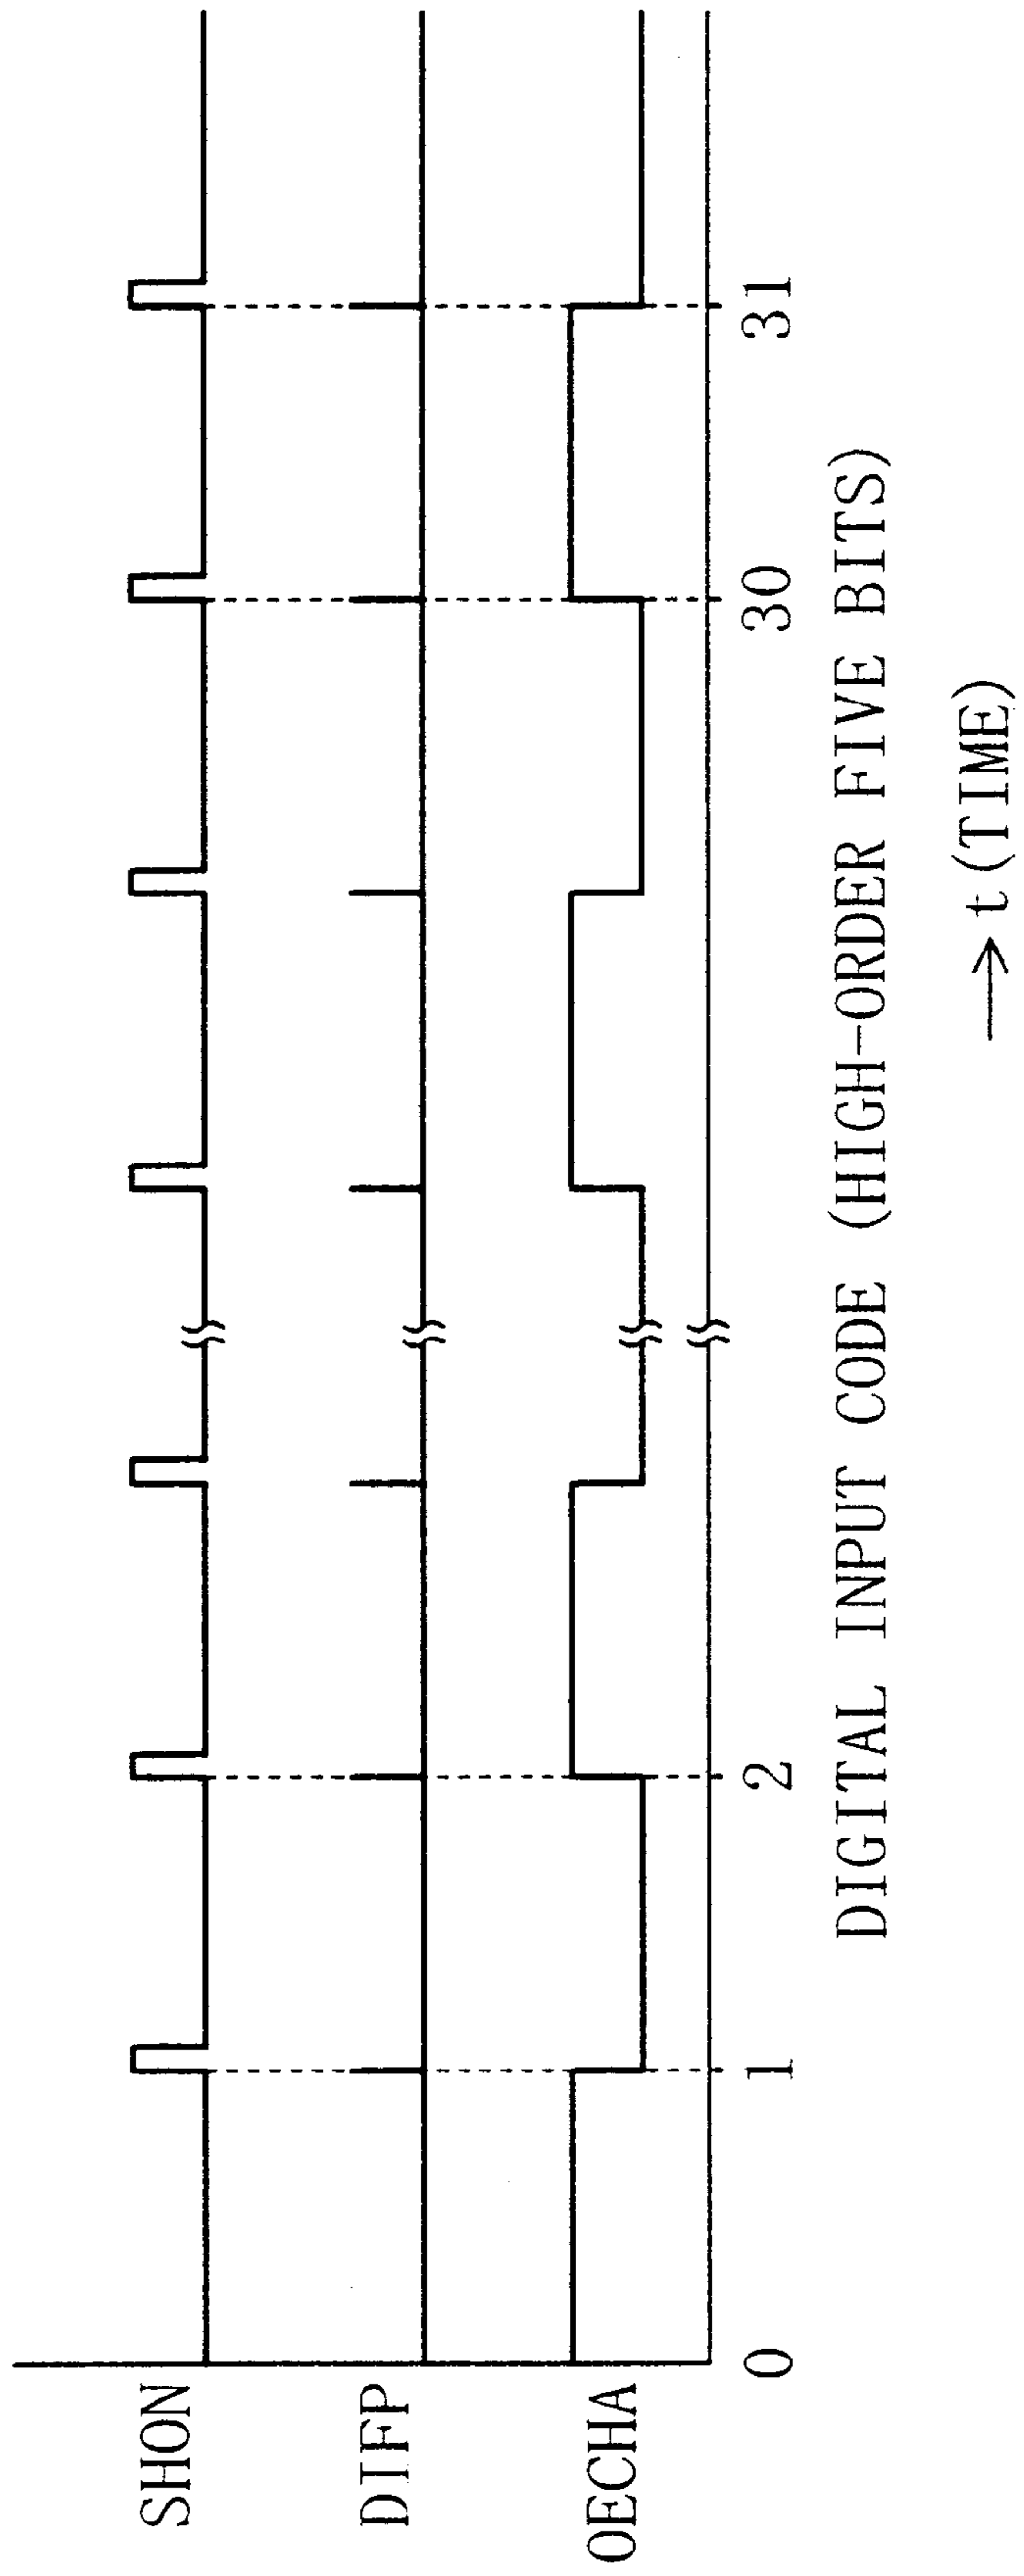 SHON
DIFP
OECHA
0 1 2 30 31
DIGITAL INPUT CODE (HIGH-ORDER FIVE BITS)
→ t (TIME)